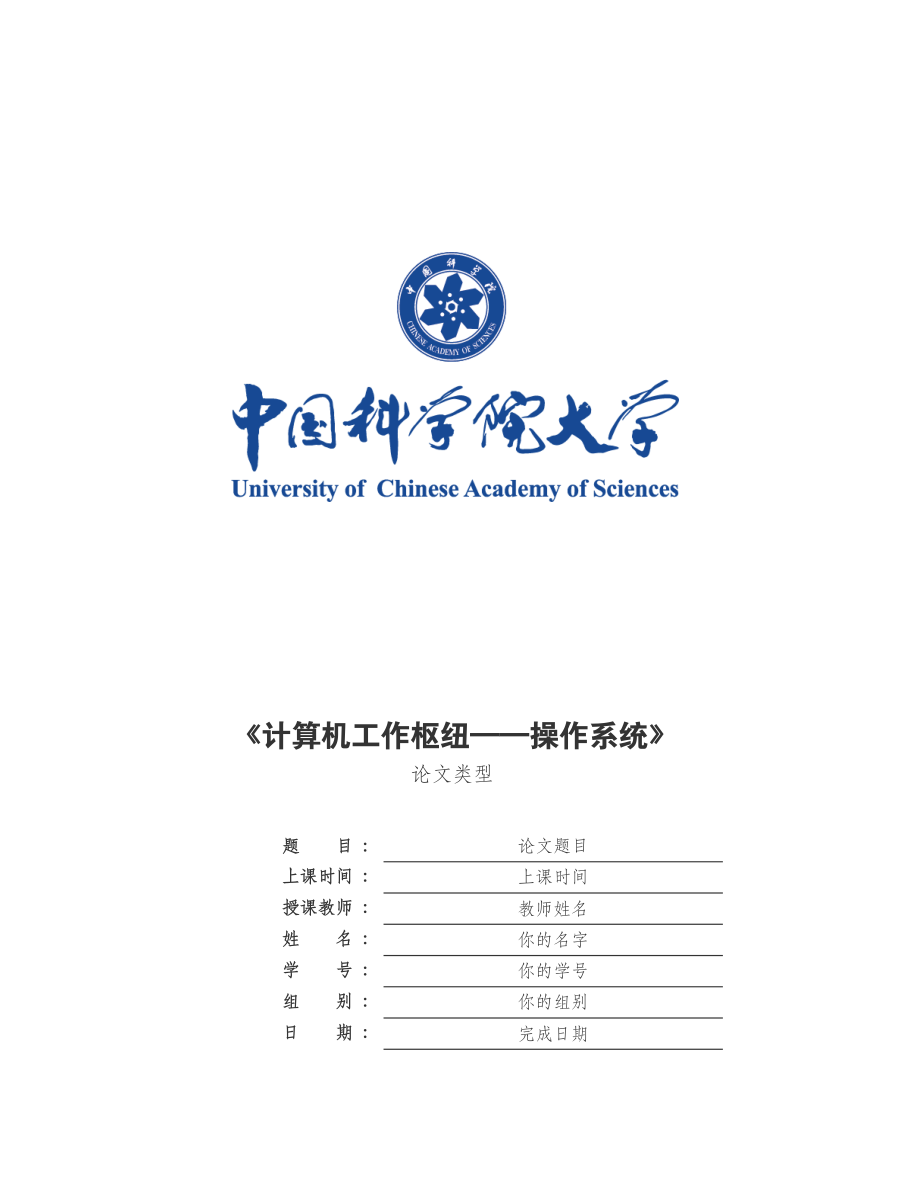 中国科学院
CHINESE ACADEMY OF SCIENCES
中国科学院大学
University of Chinese Academy of Sciences
《计算机工作枢纽——操作系统》
论文类型
题 目： 论文题目
上课时间： 上课时间
授课教师： 教师姓名
姓 名： 你的名字
学 号： 你的学号
组 别： 你的组别
日 期： 完成日期